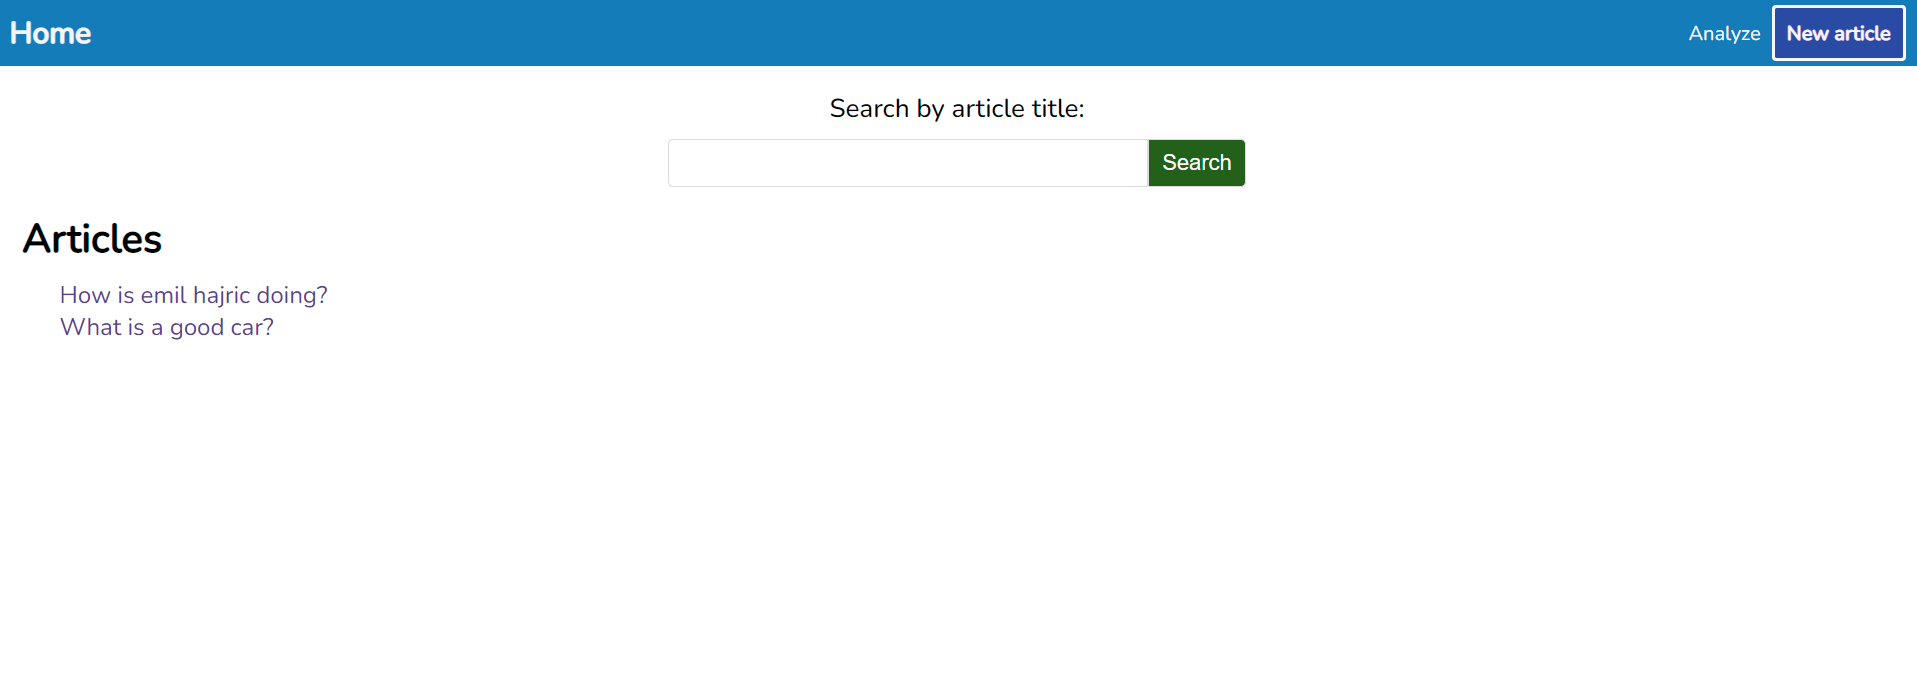 Home
Analyze
New article
Search by article title:
Search
Articles
How is emil hajric doing?
What is a good car?